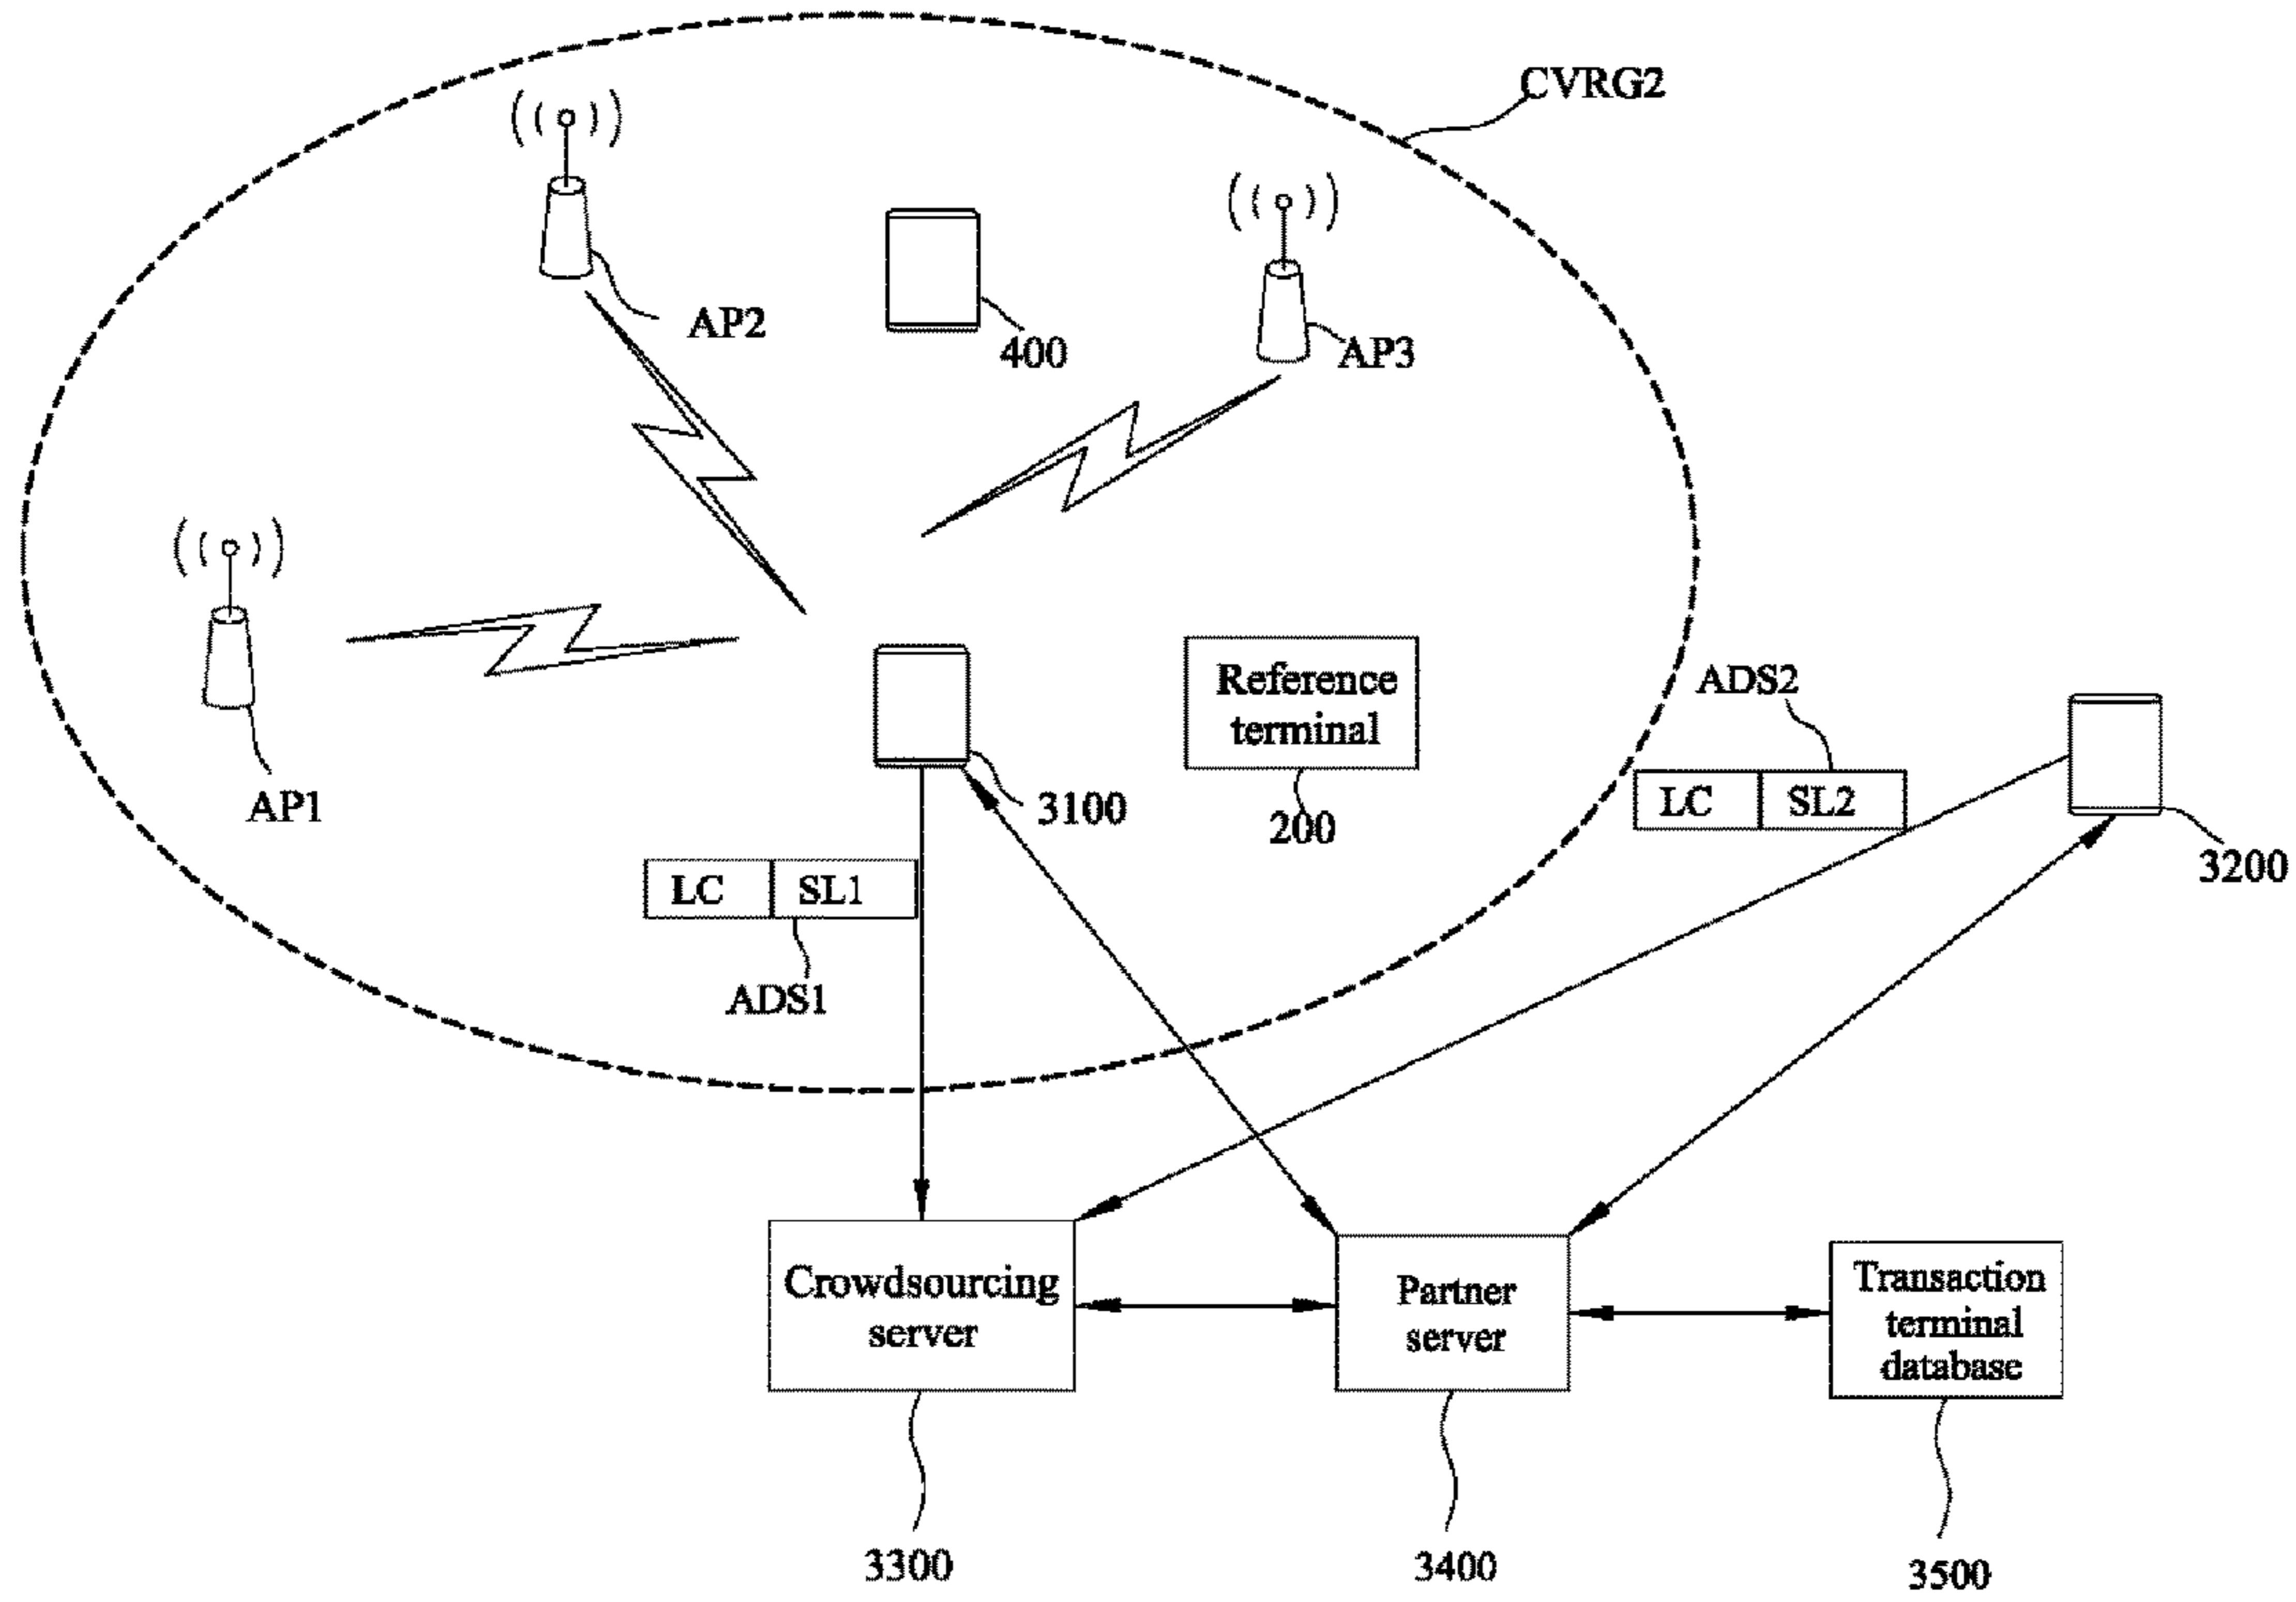 CVRG2
AP2
400
AP3
AP1
Reference
terminal
200
3100
ADS2
LC SL2
3200
LC SL1
ADS1
Crowdsourcing
server
Partner
server
Transaction
terminal
database
3300
3400
3500